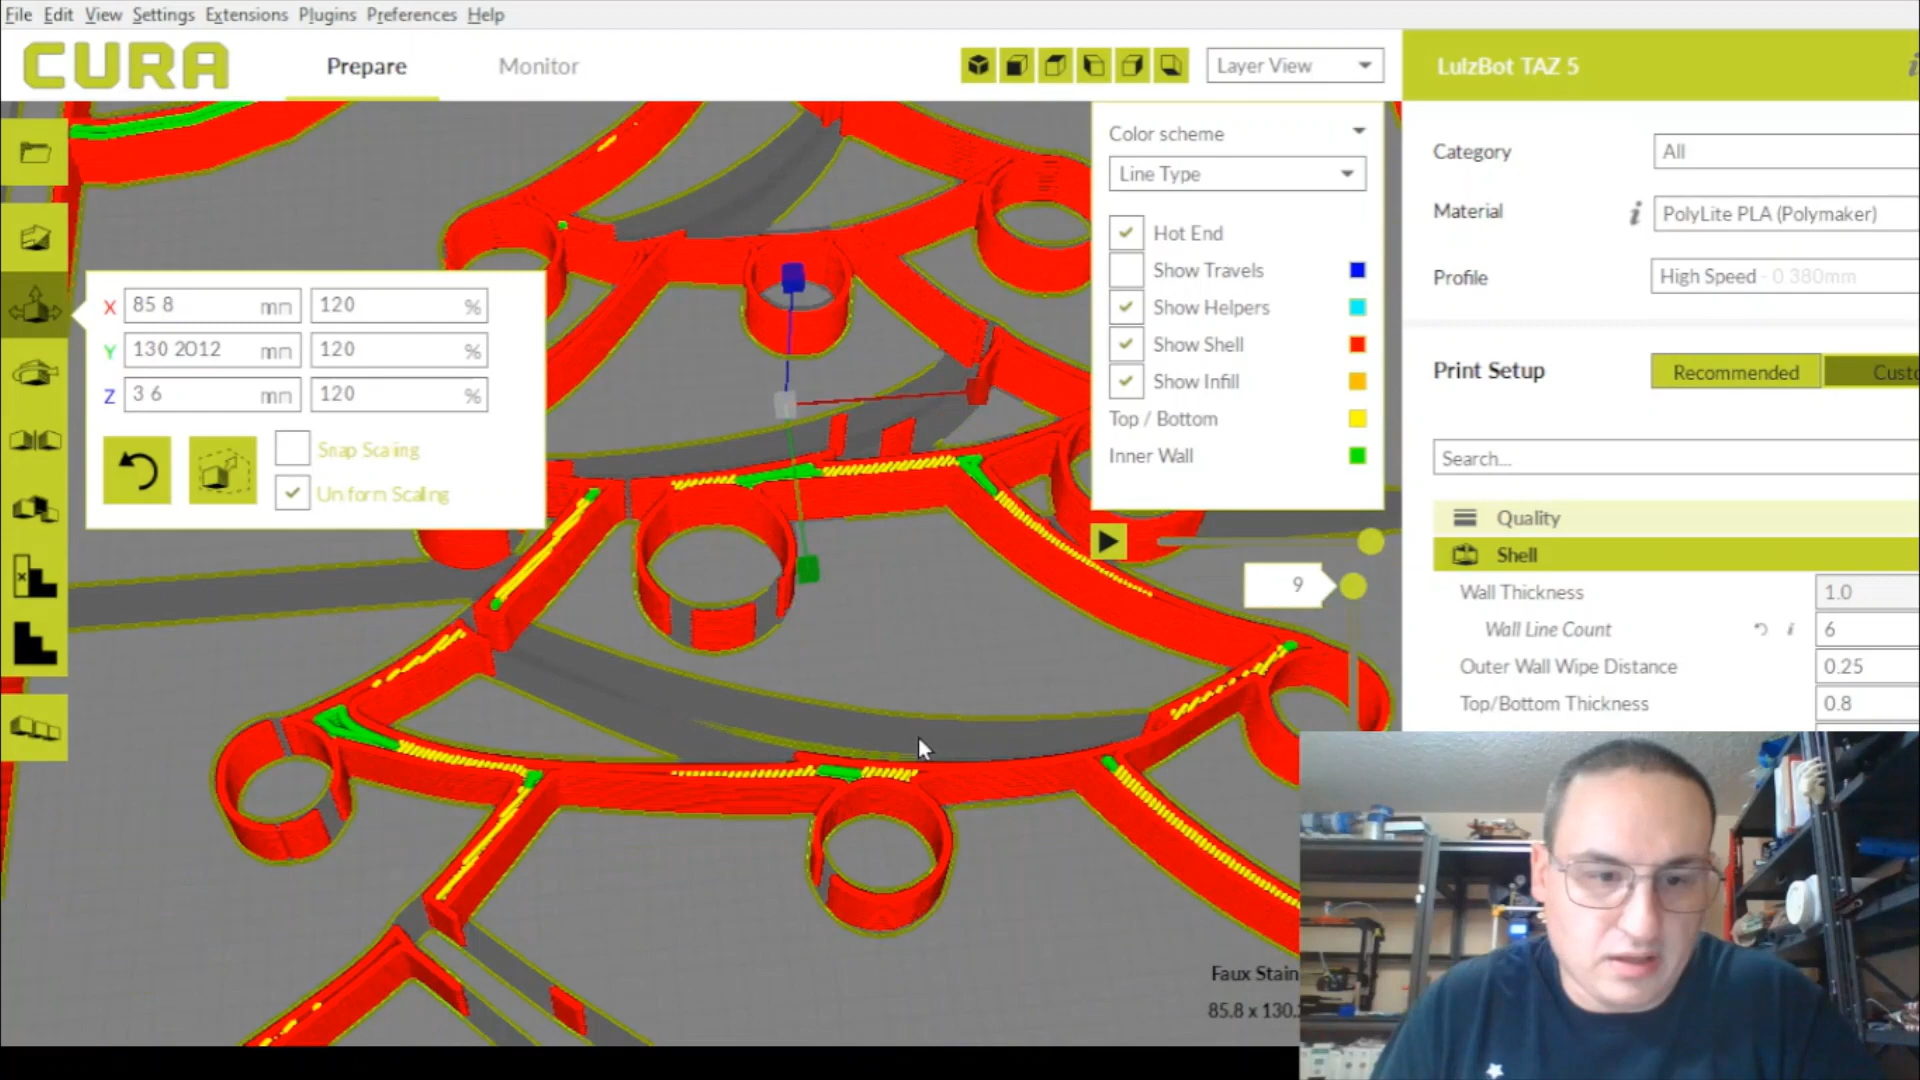 File Edit View Settings Extensions Plugins Preferences Help
CURA
Prepare
Monitor
Layer View
LulzBot TAZ 5
i
Color scheme
Line Type
Hot End
Show Travels
Show Helpers
Show Shell
Show Infill
Top / Bottom
Inner Wall
Category
All
Material
i
PolyLite PLA (Polymaker)
Profile
High Speed - 0 380mm
Print Setup
Recommended
Custo
Search...
Quality
Shell
Wall Thickness
1.0
Wall Line Count
i
6
Outer Wall Wipe Distance
0.25
Top/Bottom Thickness
0.8
X 85 8 mm 120 %
Y 130 2012 mm 120 %
Z 3 6 mm 120 %
Snap Scaling
Uniform Scaling
9
Faux Stain
85.8 x 130.